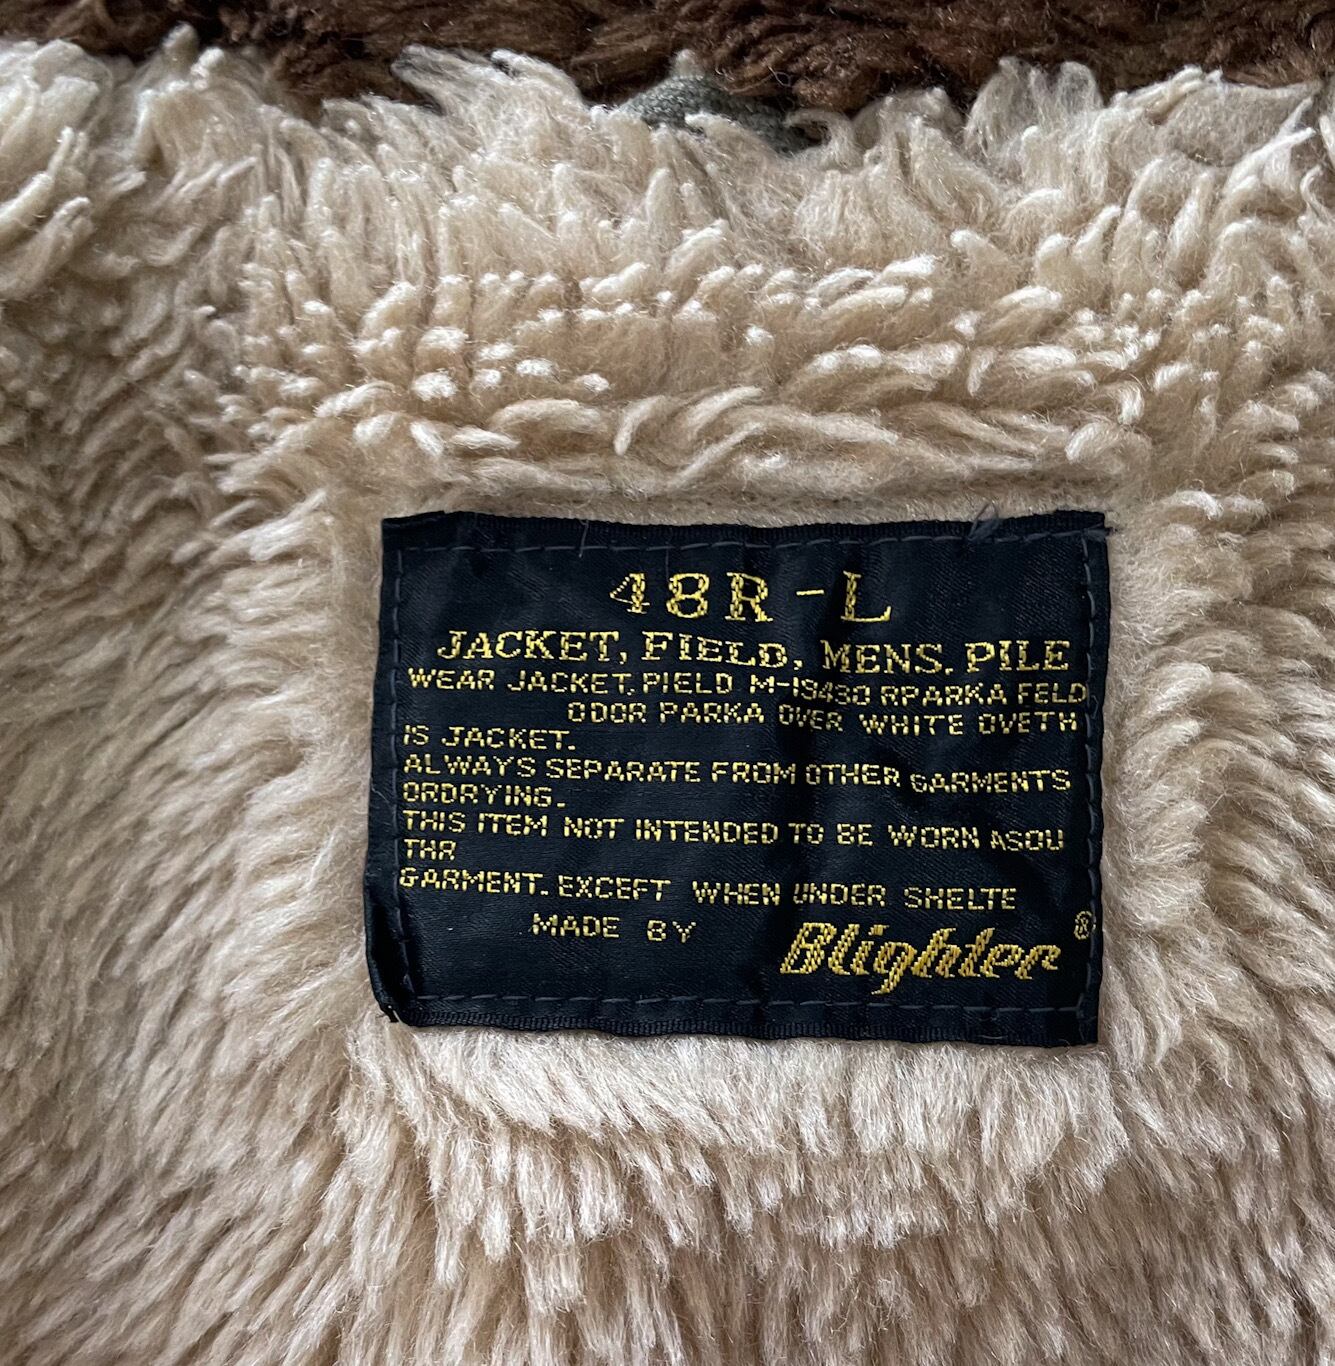 48R-L
JACKET, FIELD, MENS. PILE
WEAR JACKET, PIELD M-19430 RPARKA FELD
ODOR PARKA OVER WHITE OVETH
IS JACKET.
ALWAYS SEPARATE FROM OTHER GARMENTS
ORDRYING.
THIS ITEM NOT INTENDED TO BE WORN ASOU
THR
GARMENT. EXCEFT WHEN UNDER SHELTE
MADE BY Blighter ®